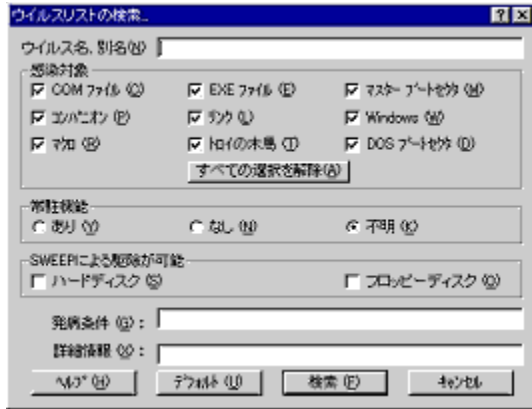 ウイルスリストの検索...
ウイルス名、別名(N)
感染対象
COM ファイル (C)
EXE ファイル (E)
マスター ブートセクタ (M)
コンパニオン (P)
リンク (L)
Windows (W)
マクロ (R)
トロイの木馬 (T)
DOS ブートセクタ (D)
すべての選択を解除(A)
常駐機能
あり (Y)
なし (N)
不明 (K)
SWEEPによる駆除が可能
ハードディスク (S)
フロッピーディスク (O)
発病条件 (G) :
詳細情報 (X) :
ヘルプ (H)
デフォルト (U)
検索 (F)
キャンセル